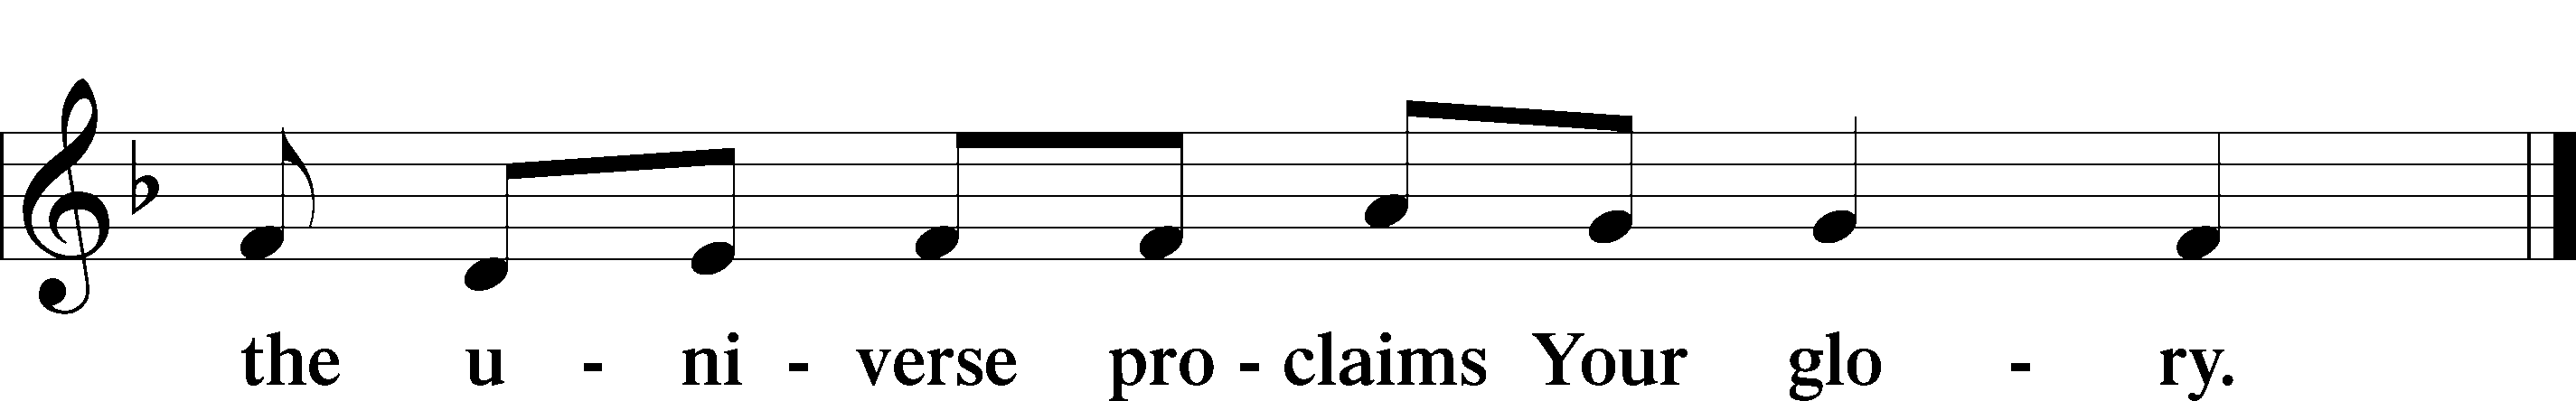 the u - ni - verse pro - claims Your glo - ry.